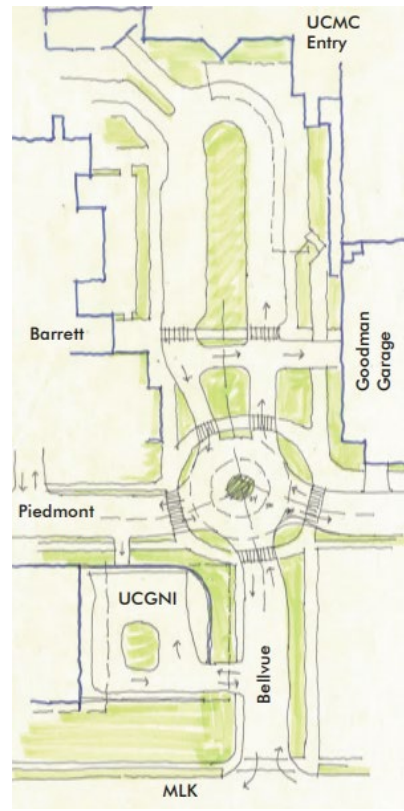 UCMC
Entry
Barrett
Goodman
Garage
Piedmont
UCGNI
Bellvue
MLK